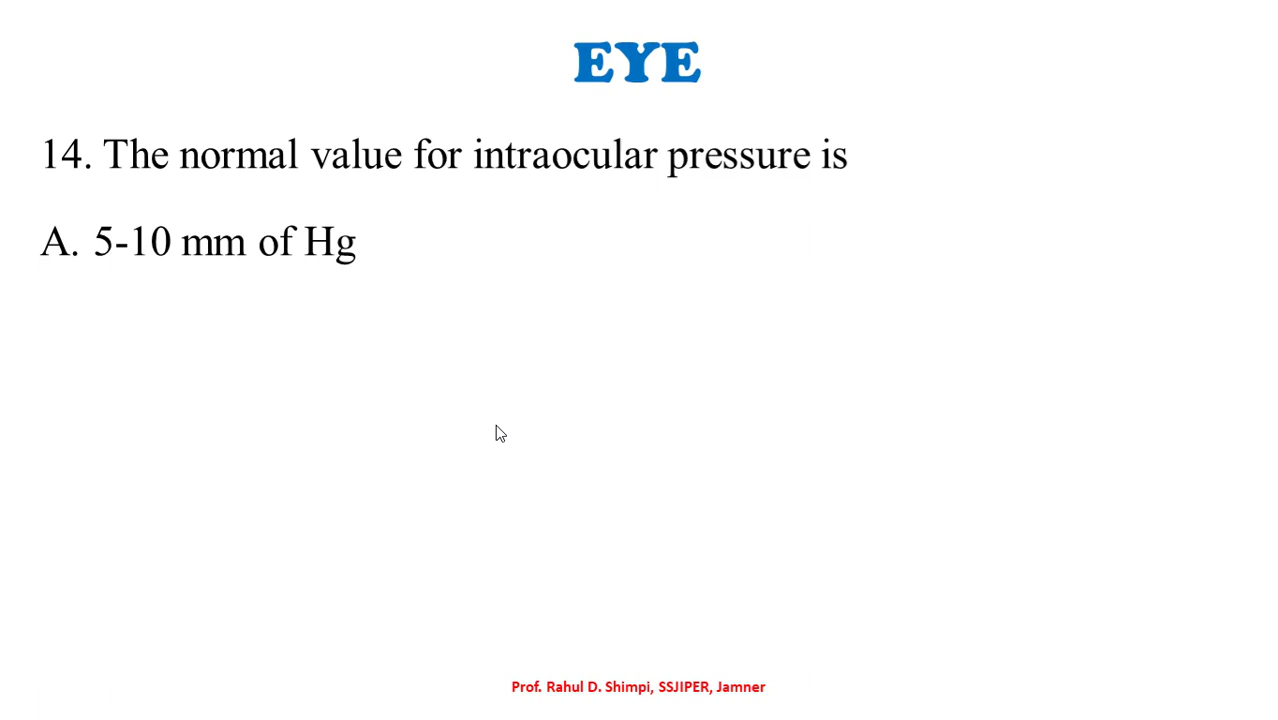 EYE
14. The normal value for intraocular pressure is
A. 5-10 mm of Hg
Prof. Rahul D. Shimpi, SSJIPER, Jamner